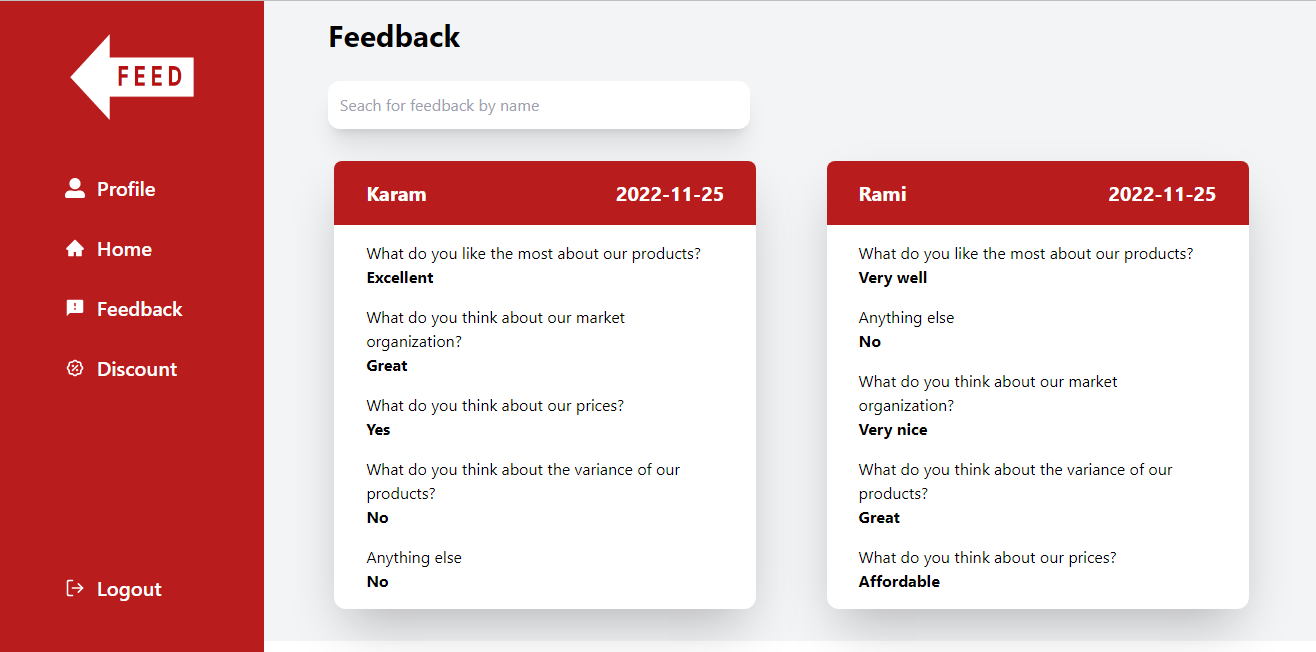 FEED
Profile
Home
Feedback
Discount
Logout
Feedback
Seach for feedback by name
Karam 2022-11-25
What do you like the most about our products?
Excellent
What do you think about our market
organization?
Great
What do you think about our prices?
Yes
What do you think about the variance of our
products?
No
Anything else
No
Rami 2022-11-25
What do you like the most about our products?
Very well
Anything else
No
What do you think about our market
organization?
Very nice
What do you think about the variance of our
products?
Great
What do you think about our prices?
Affordable